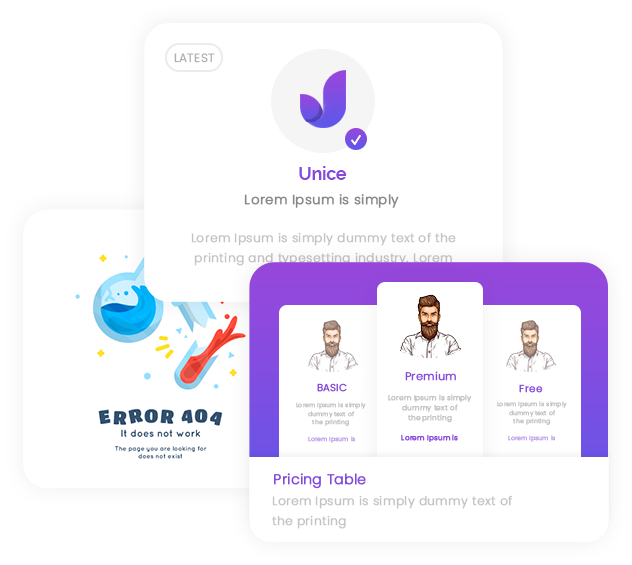 LATEST
Unice
Lorem Ipsum is simply
Lorem Ipsum is simply dummy text of the
printing and typesetting industry. Lorem
ERROR 404
It does not work
The page you are looking for
does not exist
BASIC
Lorem Ipsum is simply
dummy text of
the printing
Lorem Ipsum is
Premium
Lorem Ipsum is simply
dummy text of
the printing
Lorem Ipsum is
Free
Lorem Ipsum is simply
dummy text of
the printing
Lorem Ipsum is
Pricing Table
Lorem Ipsum is simply dummy text of
the printing